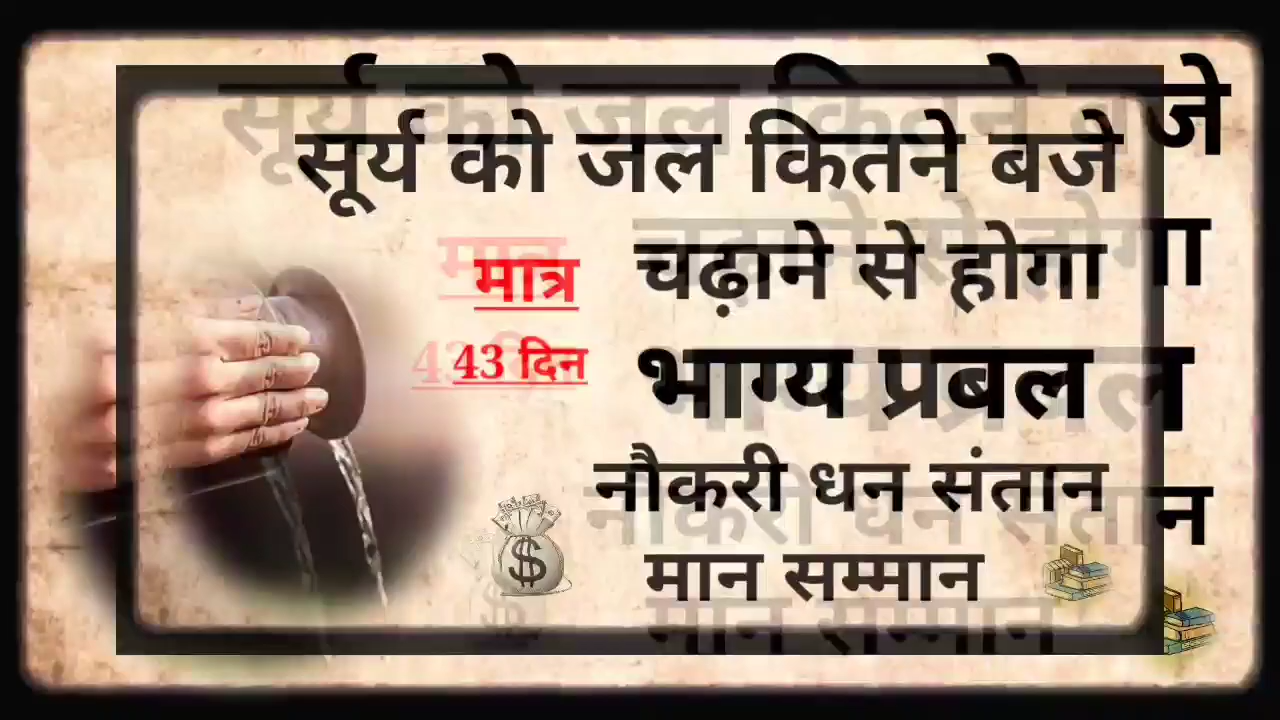 सूर्य को जल कितने बजे
मात्र
चढ़ाने से होगा
43 दिन
भाग्य प्रबल
नौकरी धन संतान
मान सम्मान